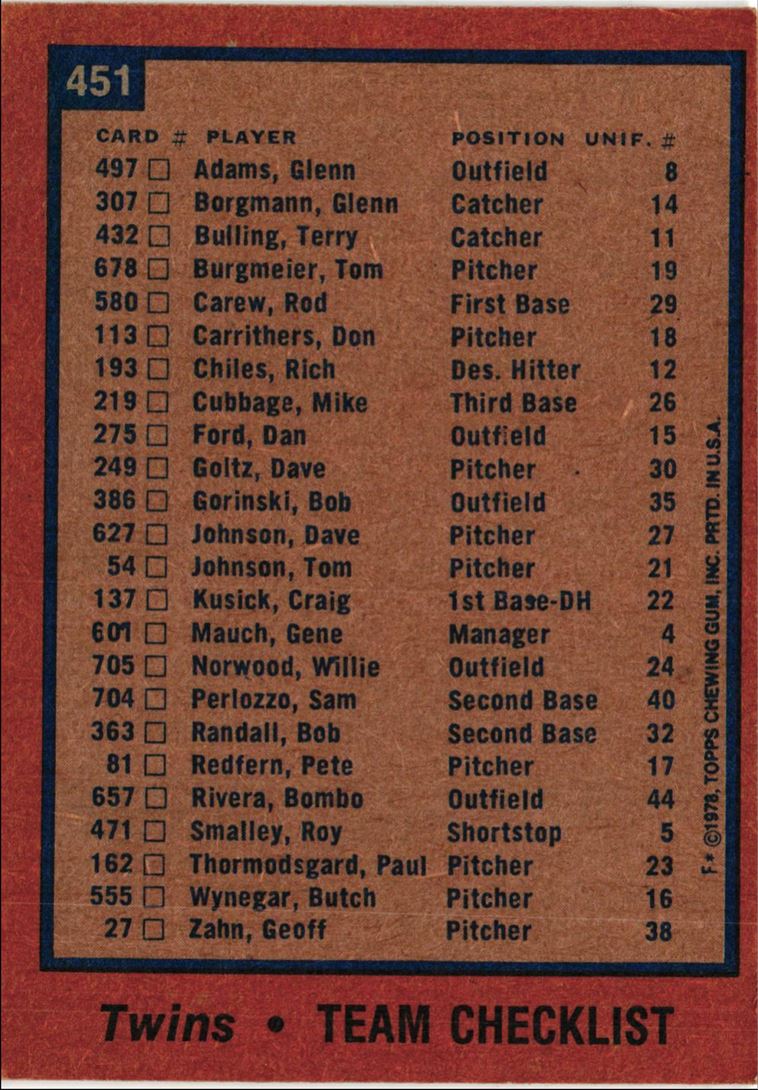 451
CARD # PLAYER POSITION UNIF. #
497 □ Adams, Glenn Outfield 8
307 □ Borgmann, Glenn Catcher 14
432 □ Bulling, Terry Catcher 11
678 □ Burgmeier, Tom Pitcher 19
580 □ Carew, Rod First Base 29
113 □ Carrithers, Don Pitcher 18
193 □ Chiles, Rich Des. Hitter 12
219 □ Cubbage, Mike Third Base 26
275 □ Ford, Dan Outfield 15
249 □ Goltz, Dave Pitcher 30
386 □ Gorinski, Bob Outfield 35
627 □ Johnson, Dave Pitcher 27
54 □ Johnson, Tom Pitcher 21
137 □ Kusick, Craig 1st Base-DH 22
601 □ Mauch, Gene Manager 4
705 □ Norwood, Willie Outfield 24
704 □ Perlozzo, Sam Second Base 40
363 □ Randall, Bob Second Base 32
81 □ Redfern, Pete Pitcher 17
657 □ Rivera, Bombo Outfield 44
471 □ Smalley, Roy Shortstop 5
162 □ Thormodsgard, Paul Pitcher 23
555 □ Wynegar, Butch Pitcher 16
27 □ Zahn, Geoff Pitcher 38
F* ©1978, TOPPS CHEWING GUM, INC. PRTD. IN U.S.A.
Twins • TEAM CHECKLIST